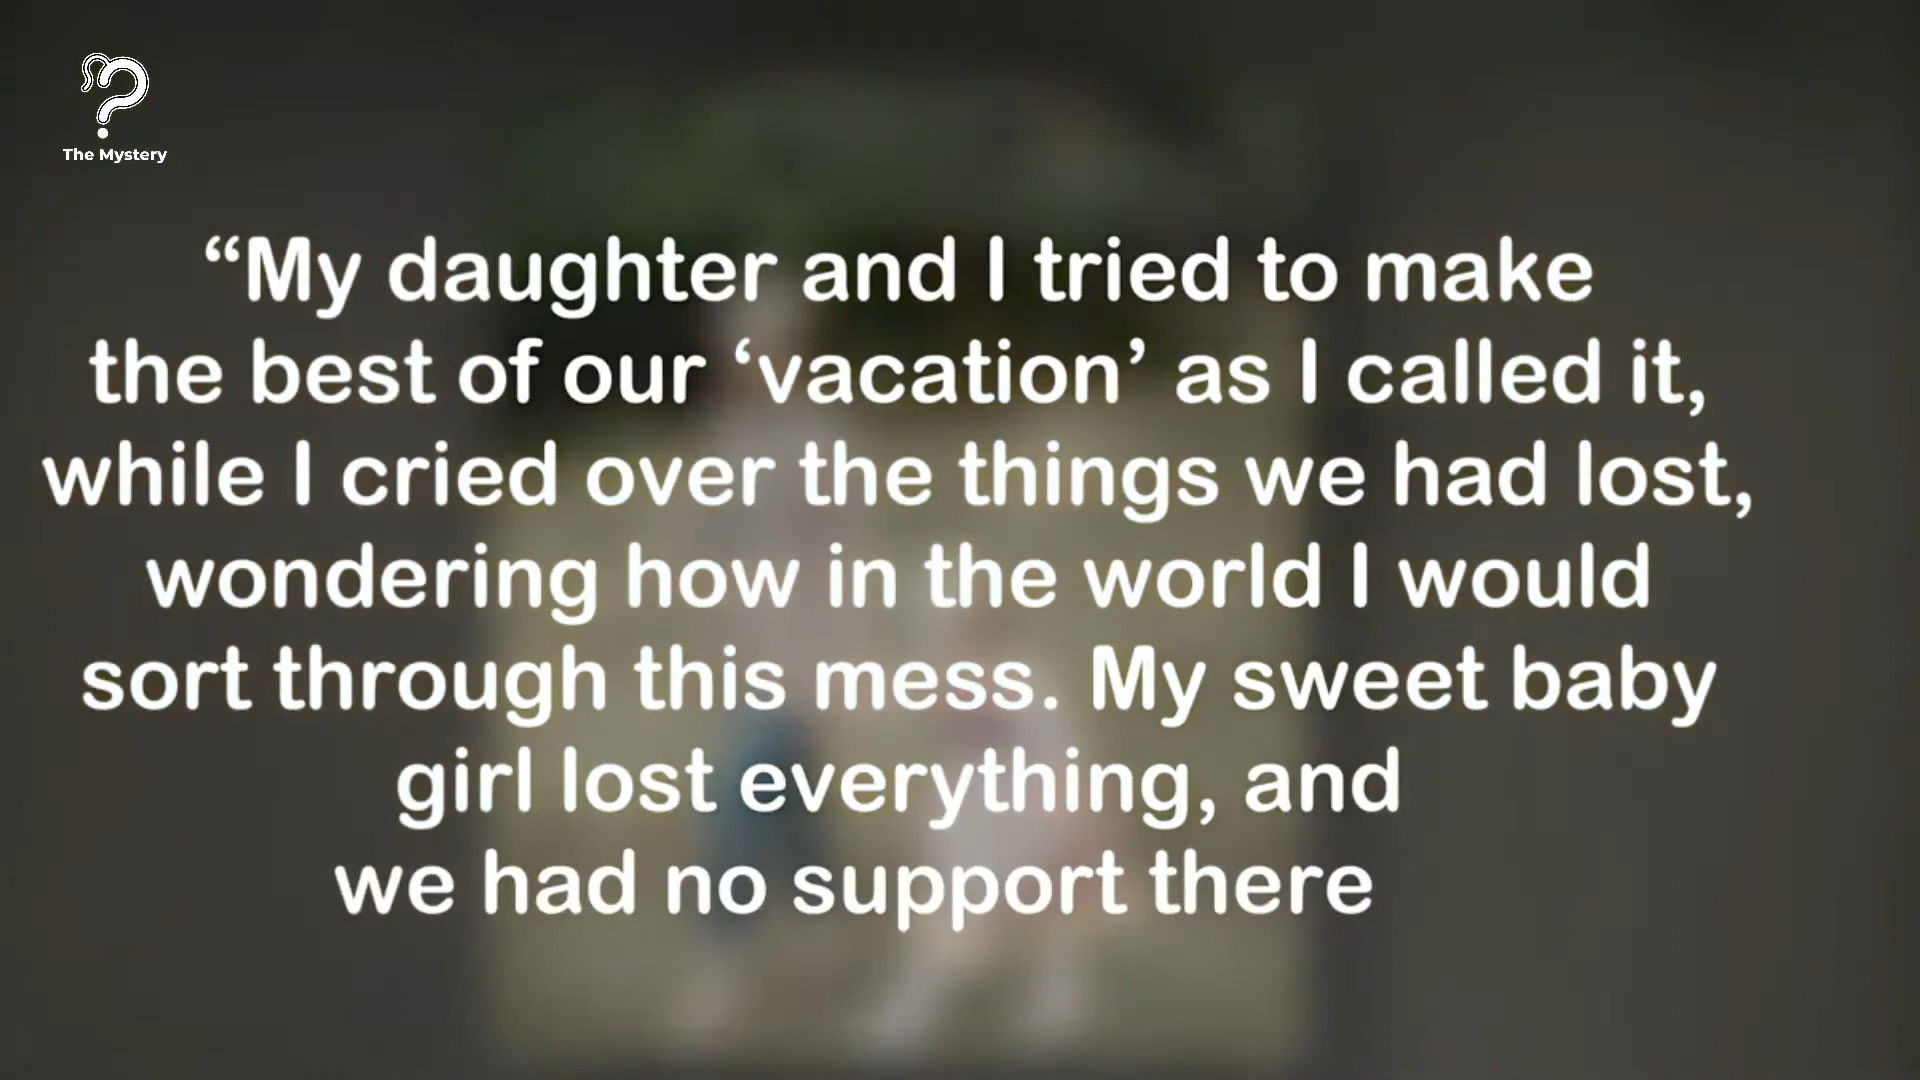 The Mystery
“My daughter and I tried to make
the best of our ‘vacation’ as I called it,
while I cried over the things we had lost,
wondering how in the world I would
sort through this mess. My sweet baby
girl lost everything, and
we had no support there